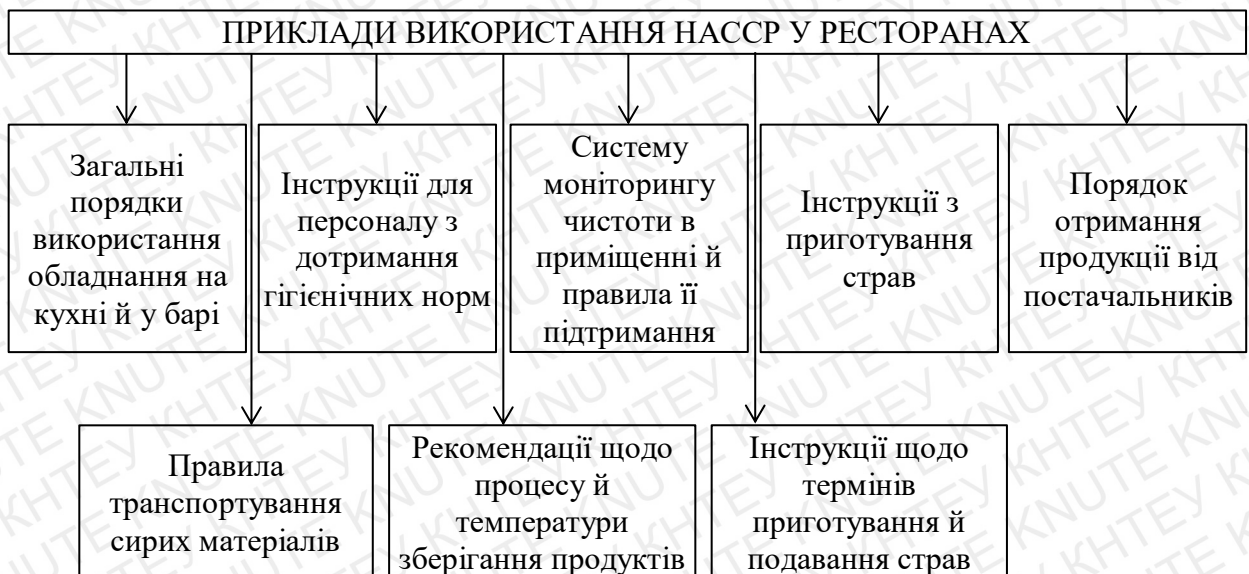 ПРИКЛАДИ ВИКОРИСТАННЯ НАССР У РЕСТОРАНАХ
Загальні
порядки
використання
обладнання на
кухні й у барі
Інструкції для
персоналу з
дотримання
гігієнічних норм
Систему
моніторингу
чистоти в
приміщенні й
правила її
підтримання
Інструкції з
приготування
страв
Порядок
отримання
продукції від
постачальників
Правила
транспортування
сирих матеріалів
Рекомендації щодо
процесу й
температури
зберігання продуктів
Інструкції щодо
термінів
приготування й
подавання страв